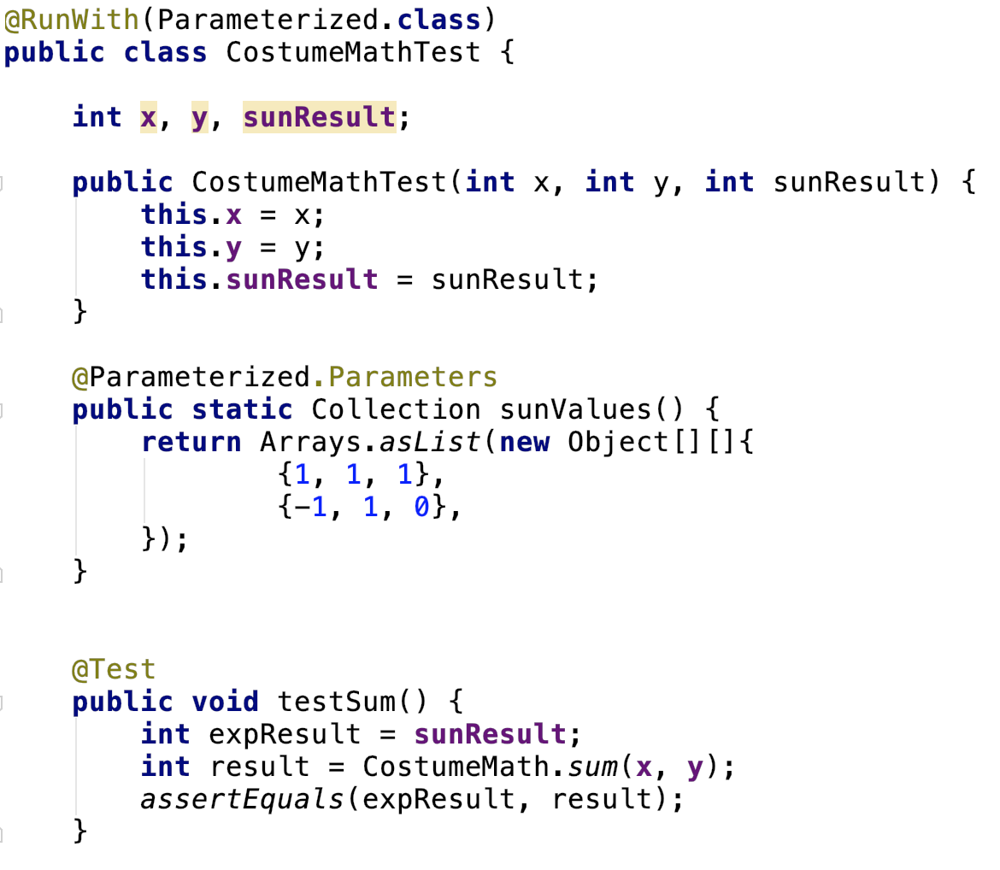 @RunWith(Parameterized.class)
public class CostumeMathTest {
int x, y, sunResult;
public CostumeMathTest(int x, int y, int sunResult) {
this.x = x;
this.y = y;
this.sunResult = sunResult;
}
@Parameterized.Parameters
public static Collection sunValues() {
return Arrays.asList(new Object[][]{
{1, 1, 1},
{-1, 1, 0},
});
}
@Test
public void testSum() {
int expResult = sunResult;
int result = CostumeMath.sum(x, y);
assertEquals(expResult, result);
}